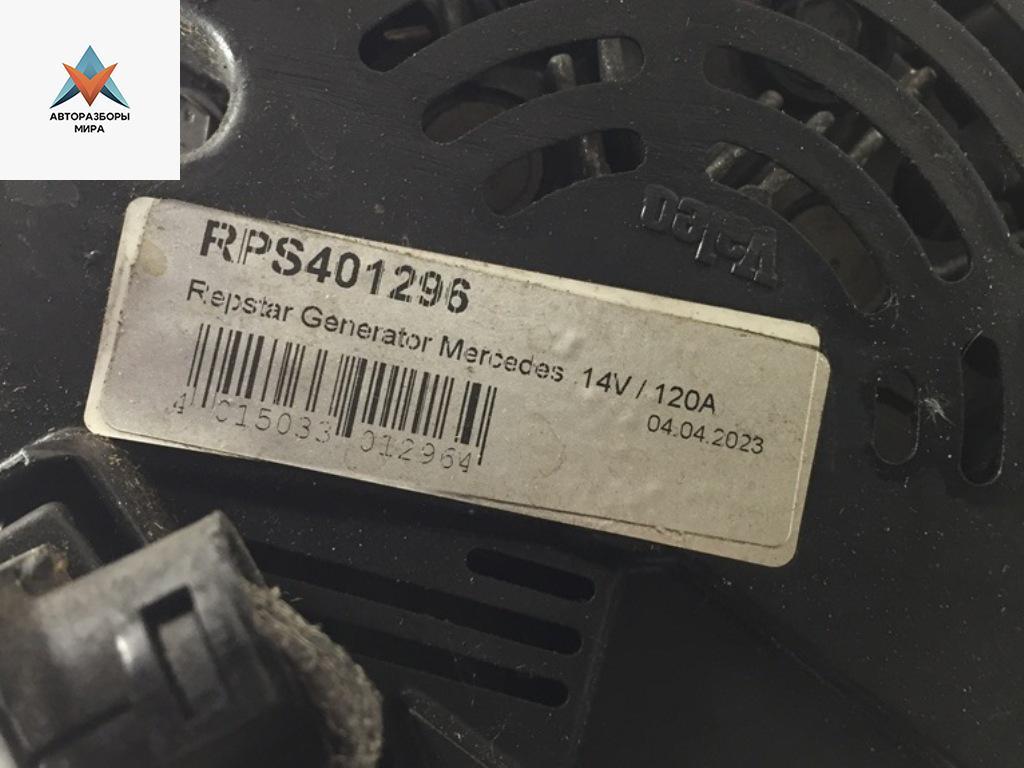 АВТОРАЗБОРЫ
МИРА
RPS401296
Repstar Generator Mercedes 14V / 120A
04.04.2023
4 015033 012964